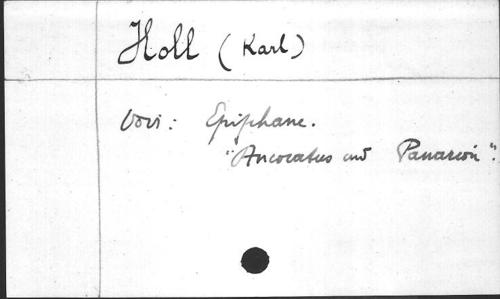 Holl (Karl)
Voir: Epiphane.
"Ancoratus und Panarion".